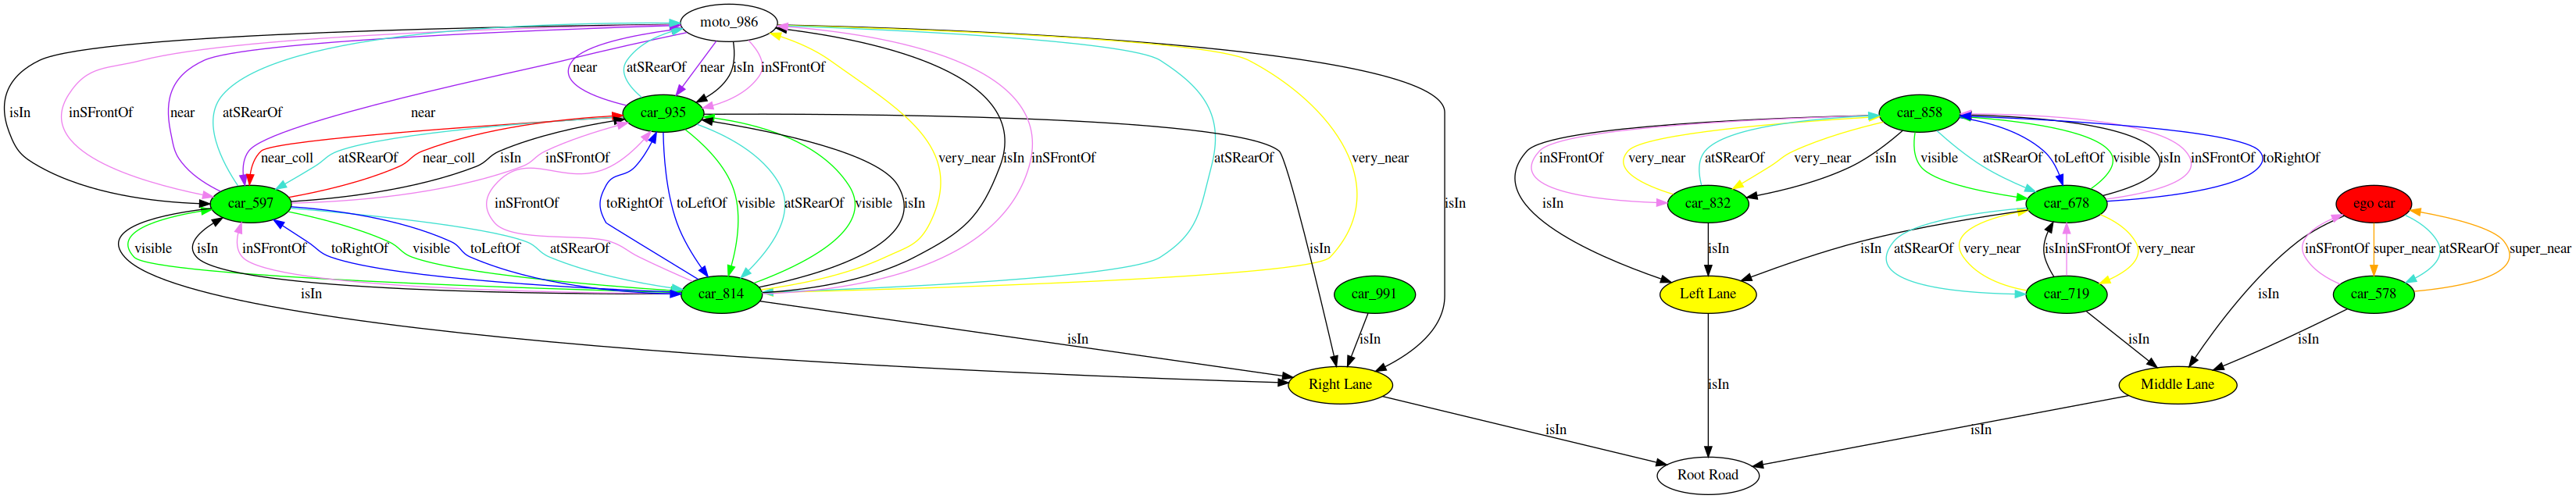 moto_986
near
atSRearOf
near
isIn
inSFrontOf
isIn
inSFrontOf
near
atSRearOf
near
car_935
car_858
near_coll
atSRearOf
near_coll
isIn
inSFrontOf
very_near
isIn
inSFrontOf
atSRearOf
very_near
inSFrontOf
very_near
atSRearOf
very_near
isIn
visible
atSRearOf
toLeftOf
visible
isIn
inSFrontOf
toRightOf
car_597
inSFrontOf
toRightOf
toLeftOf
visible
atSRearOf
visible
isIn
isIn
isIn
car_832
car_678
ego car
visible
isIn
inSFrontOf
toRightOf
visible
toLeftOf
atSRearOf
isIn
isIn
isIn
atSRearOf
very_near
isIn
inSFrontOf
very_near
inSFrontOf
super_near
atSRearOf
super_near
isIn
car_814
car_991
Left Lane
car_719
isIn
car_578
isIn
isIn
isIn
isIn
Right Lane
isIn
Middle Lane
isIn
isIn
Root Road